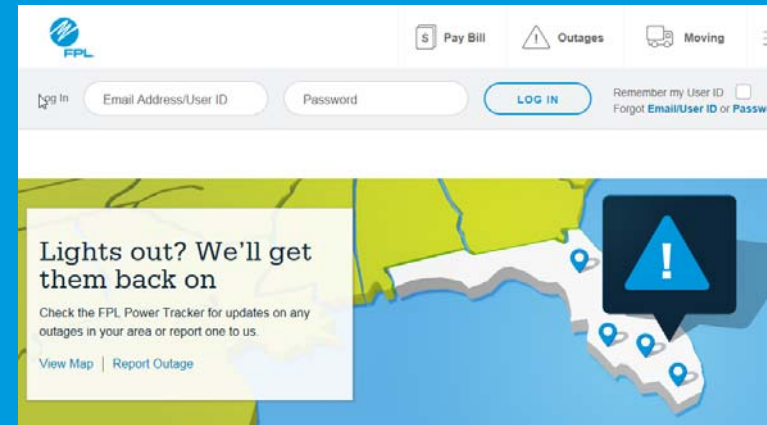 FPL
$ Pay Bill
! Outages
Moving
Log In
Email Address/User ID
Password
LOG IN
Remember my User ID
Forgot Email/User ID or
Lights out? We'll get
them back on
Check the FPL Power Tracker for updates on any
outages in your area or report one to us.
View Map | Report Outage
!